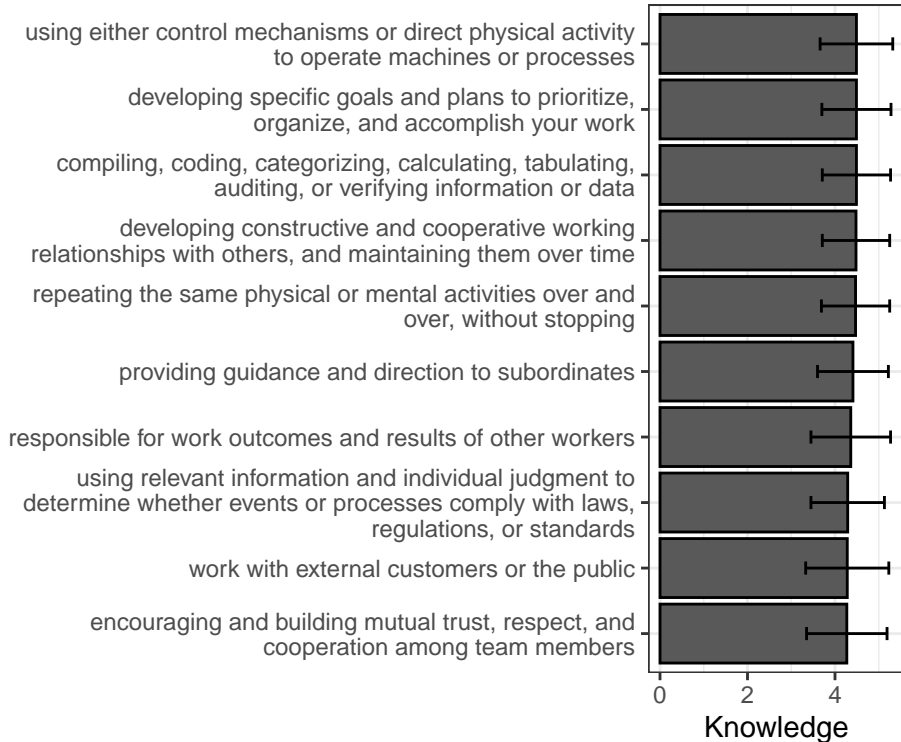 using either control mechanisms or direct physical activity
to operate machines or processes
developing specific goals and plans to prioritize,
organize, and accomplish your work
compiling, coding, categorizing, calculating, tabulating,
auditing, or verifying information or data
developing constructive and cooperative working
relationships with others, and maintaining them over time
repeating the same physical or mental activities over and
over, without stopping
providing guidance and direction to subordinates
responsible for work outcomes and results of other workers
using relevant information and individual judgment to
determine whether events or processes comply with laws,
regulations, or standards
work with external customers or the public
encouraging and building mutual trust, respect, and
cooperation among team members
0 2 4
Knowledge